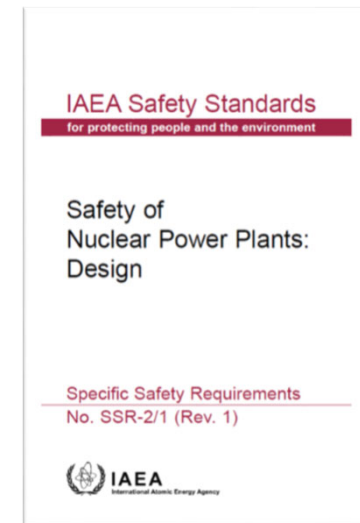 IAEA Safety Standards
for protecting people and the environment
Safety of
Nuclear Power Plants:
Design
Specific Safety Requirements
No. SSR-2/1 (Rev. 1)
IAEA
International Atomic Energy Agency